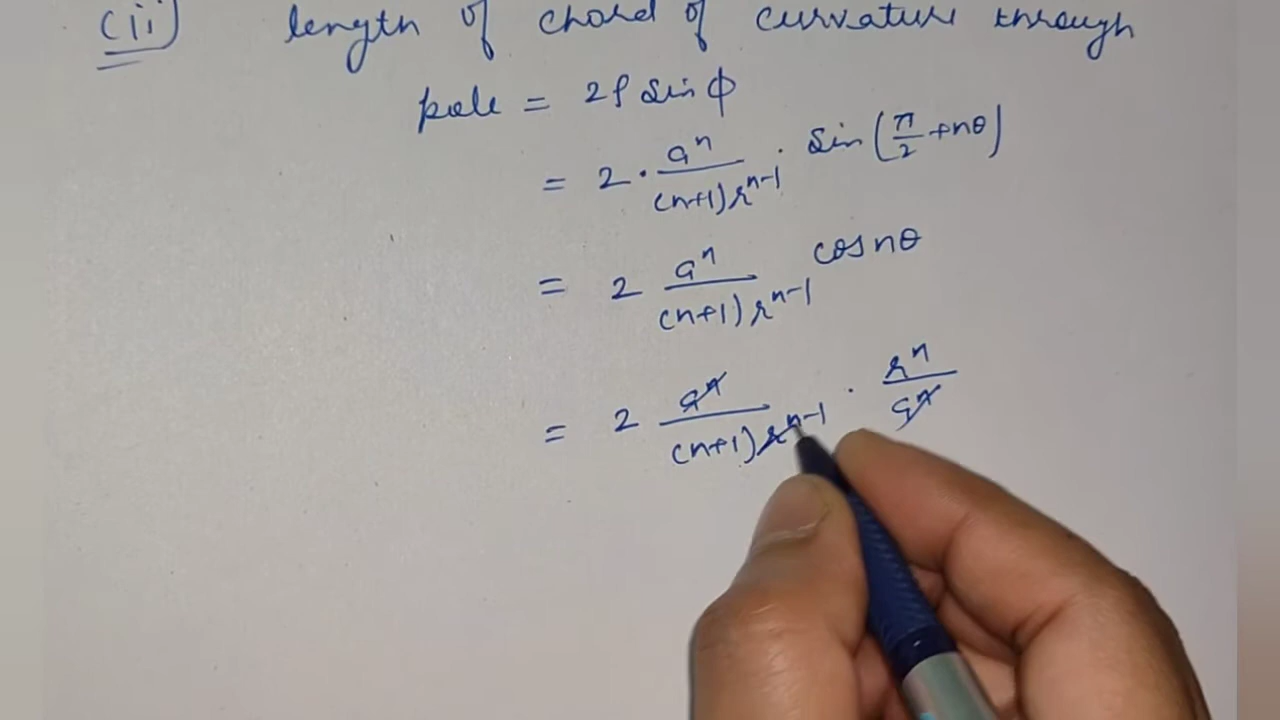 (ii) length of chord of curvature through
pole = 2ρ sin ϕ
= 2 · aⁿ/(n+1)rⁿ⁻¹ · sin(π/2 + nθ)
= 2 aⁿ/(n+1)rⁿ⁻¹ cos nθ
= 2 aⁿ/(n+1)rⁿ⁻¹ · rⁿ/aⁿ